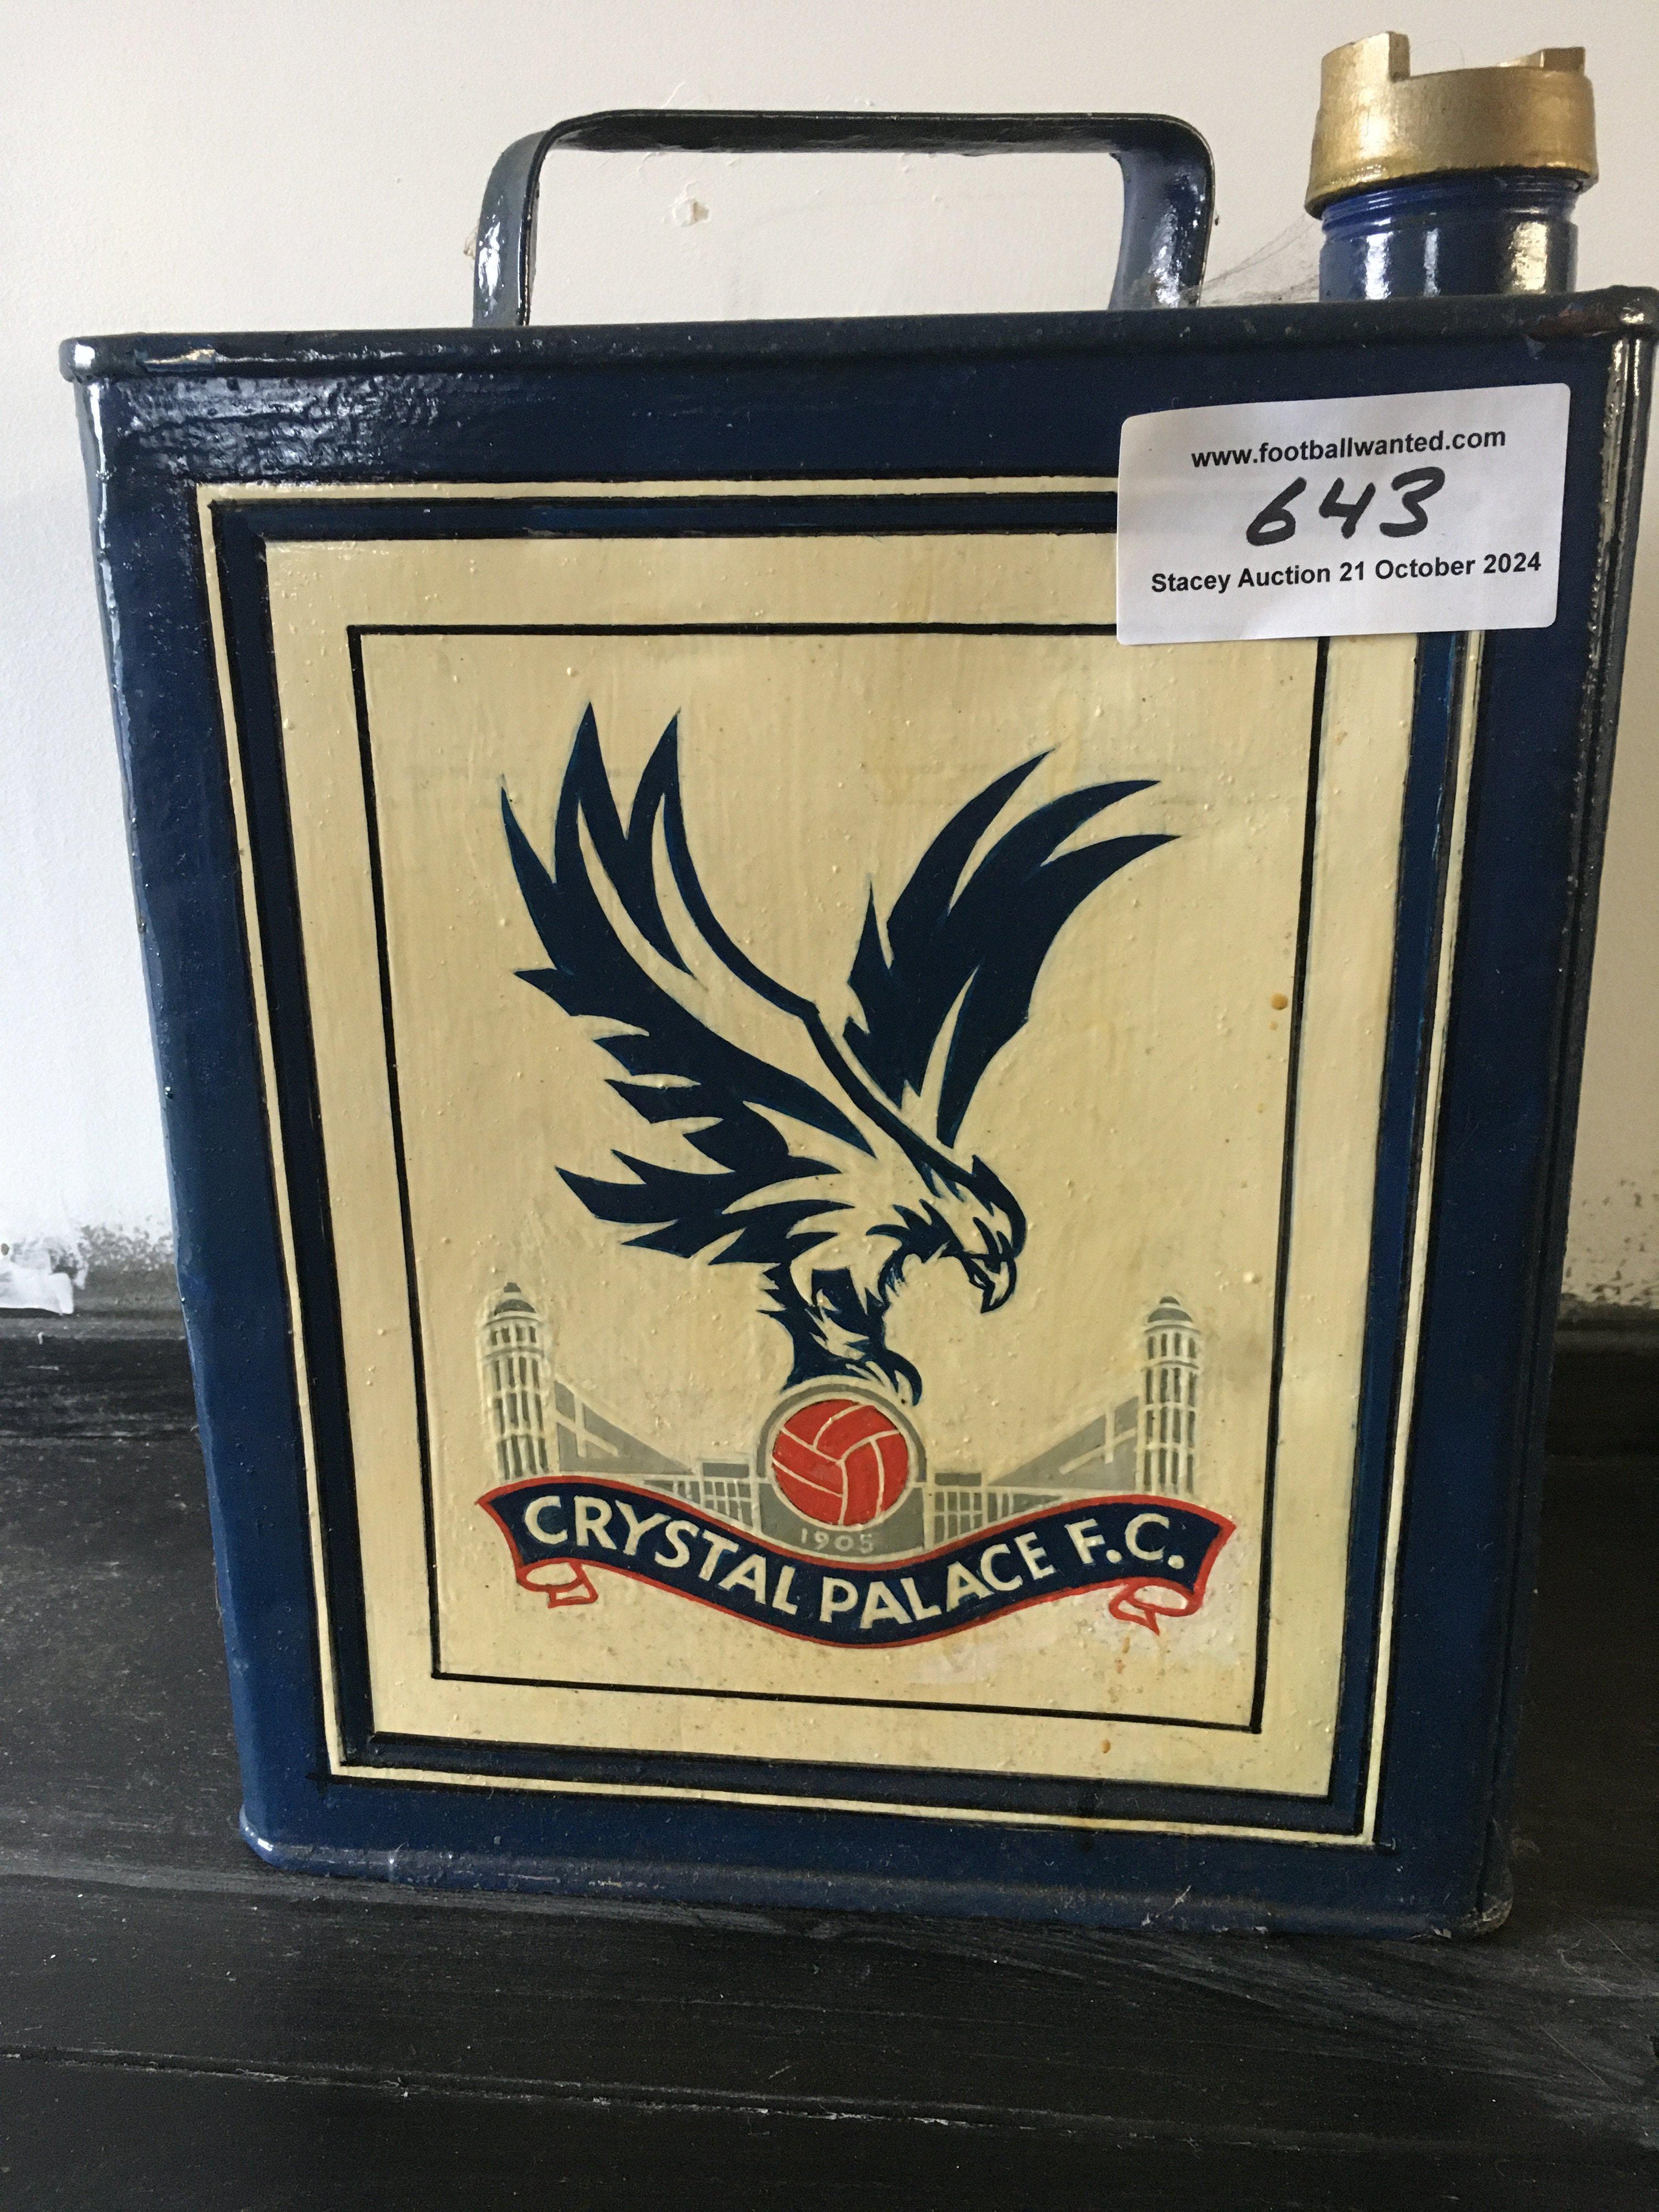 www.footballwanted.com
643
Stacey Auction 21 October 2024
1905
CRYSTAL PALACE F.C.